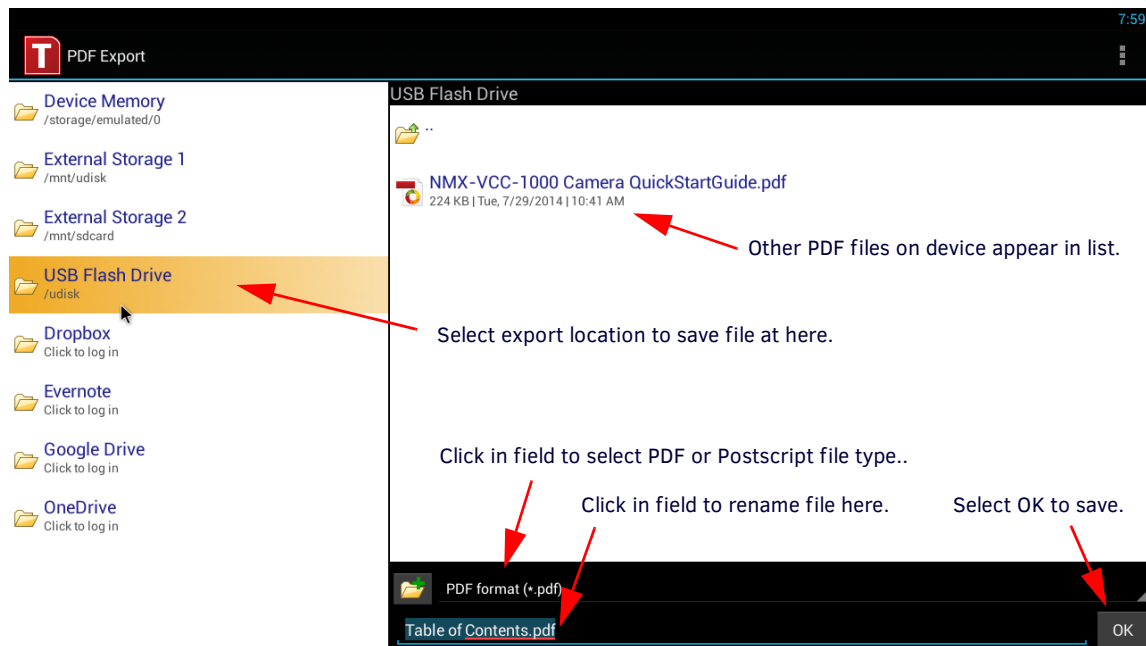 7:59
T PDF Export
Device Memory
/storage/emulated/0
External Storage 1
/mnt/udisk
External Storage 2
/mnt/sdcard
USB Flash Drive
/udisk
Dropbox
Click to log in
Evernote
Click to log in
Google Drive
Click to log in
OneDrive
Click to log in
USB Flash Drive
..
NMX-VCC-1000 Camera QuickStartGuide.pdf
224 KB | Tue, 7/29/2014 | 10:41 AM
Other PDF files on device appear in list.
Select export location to save file at here.
Click in field to select PDF or Postscript file type..
Click in field to rename file here.
Select OK to save.
PDF format (*.pdf)
Table of Contents.pdf
OK